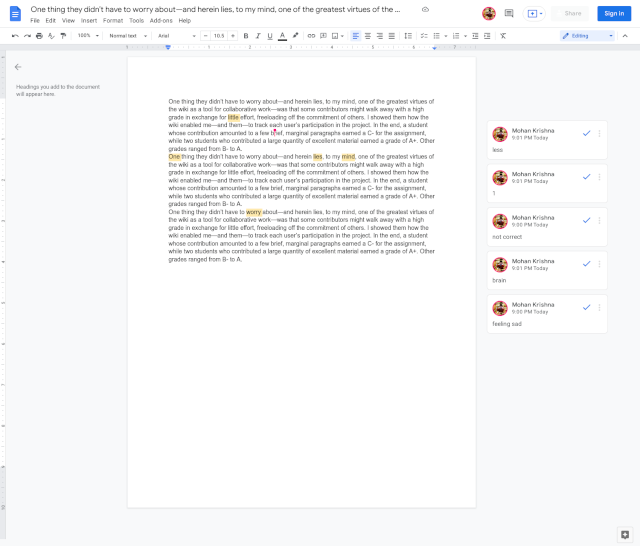 One thing they didn't have to worry about—and herein lies, to my mind, one of the greatest virtues of the ...
File Edit View Insert Format Tools Add-ons Help
Share
Sign in
100% Normal text Arial 10.5 Editing
Headings you add to the document
will appear here.
One thing they didn't have to worry about—and herein lies, to my mind, one of the greatest virtues of
the wiki as a tool for collaborative work—was that some contributors might walk away with a high
grade in exchange for little effort, freeloading off the commitment of others. I showed them how the
wiki enabled me—and them—to track each user's participation in the project. In the end, a student
whose contribution amounted to a few brief, marginal paragraphs earned a C- for the assignment,
while two students who contributed a large quantity of excellent material earned a grade of A+. Other
grades ranged from B- to A.
One thing they didn't have to worry about—and herein lies, to my mind, one of the greatest virtues of
the wiki as a tool for collaborative work—was that some contributors might walk away with a high
grade in exchange for little effort, freeloading off the commitment of others. I showed them how the
wiki enabled me—and them—to track each user's participation in the project. In the end, a student
whose contribution amounted to a few brief, marginal paragraphs earned a C- for the assignment,
while two students who contributed a large quantity of excellent material earned a grade of A+. Other
grades ranged from B- to A.
One thing they didn't have to worry about—and herein lies, to my mind, one of the greatest virtues of
the wiki as a tool for collaborative work—was that some contributors might walk away with a high
grade in exchange for little effort, freeloading off the commitment of others. I showed them how the
wiki enabled me—and them—to track each user's participation in the project. In the end, a student
whose contribution amounted to a few brief, marginal paragraphs earned a C- for the assignment,
while two students who contributed a large quantity of excellent material earned a grade of A+. Other
grades ranged from B- to A.
Mohan Krishna
9:01 PM Today
less
Mohan Krishna
9:01 PM Today
1
Mohan Krishna
9:00 PM Today
not correct
Mohan Krishna
9:01 PM Today
brain
Mohan Krishna
9:00 PM Today
feeling sad